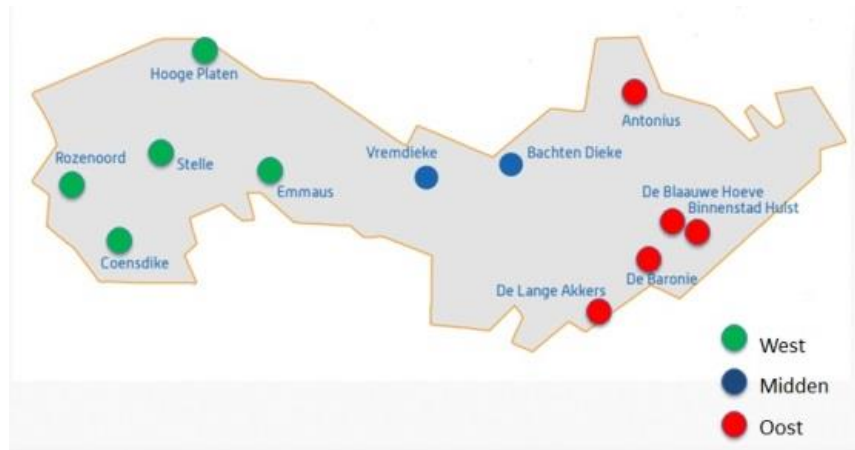 Hooge Platen
Rozenoord
Stelle
Emmaus
Coensdike
Vremdieke
Bachten Dieke
Antonius
De Blaauwe Hoeve
Binnenstad Hulst
De Baronie
De Lange Akkers
West
Midden
Oost